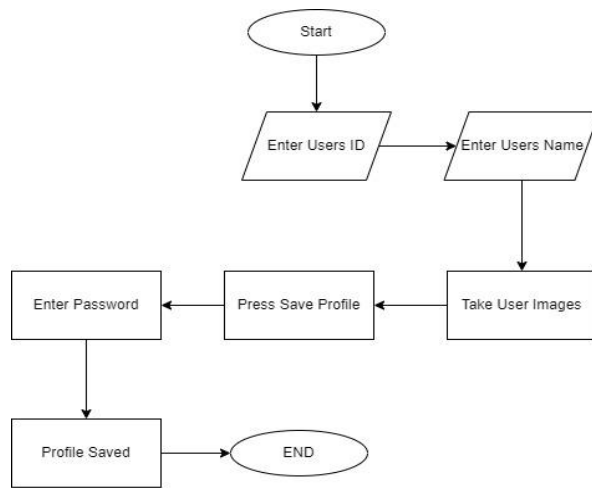 Start
Enter Users ID
Enter Users Name
Take User Images
Press Save Profile
Enter Password
Profile Saved
END